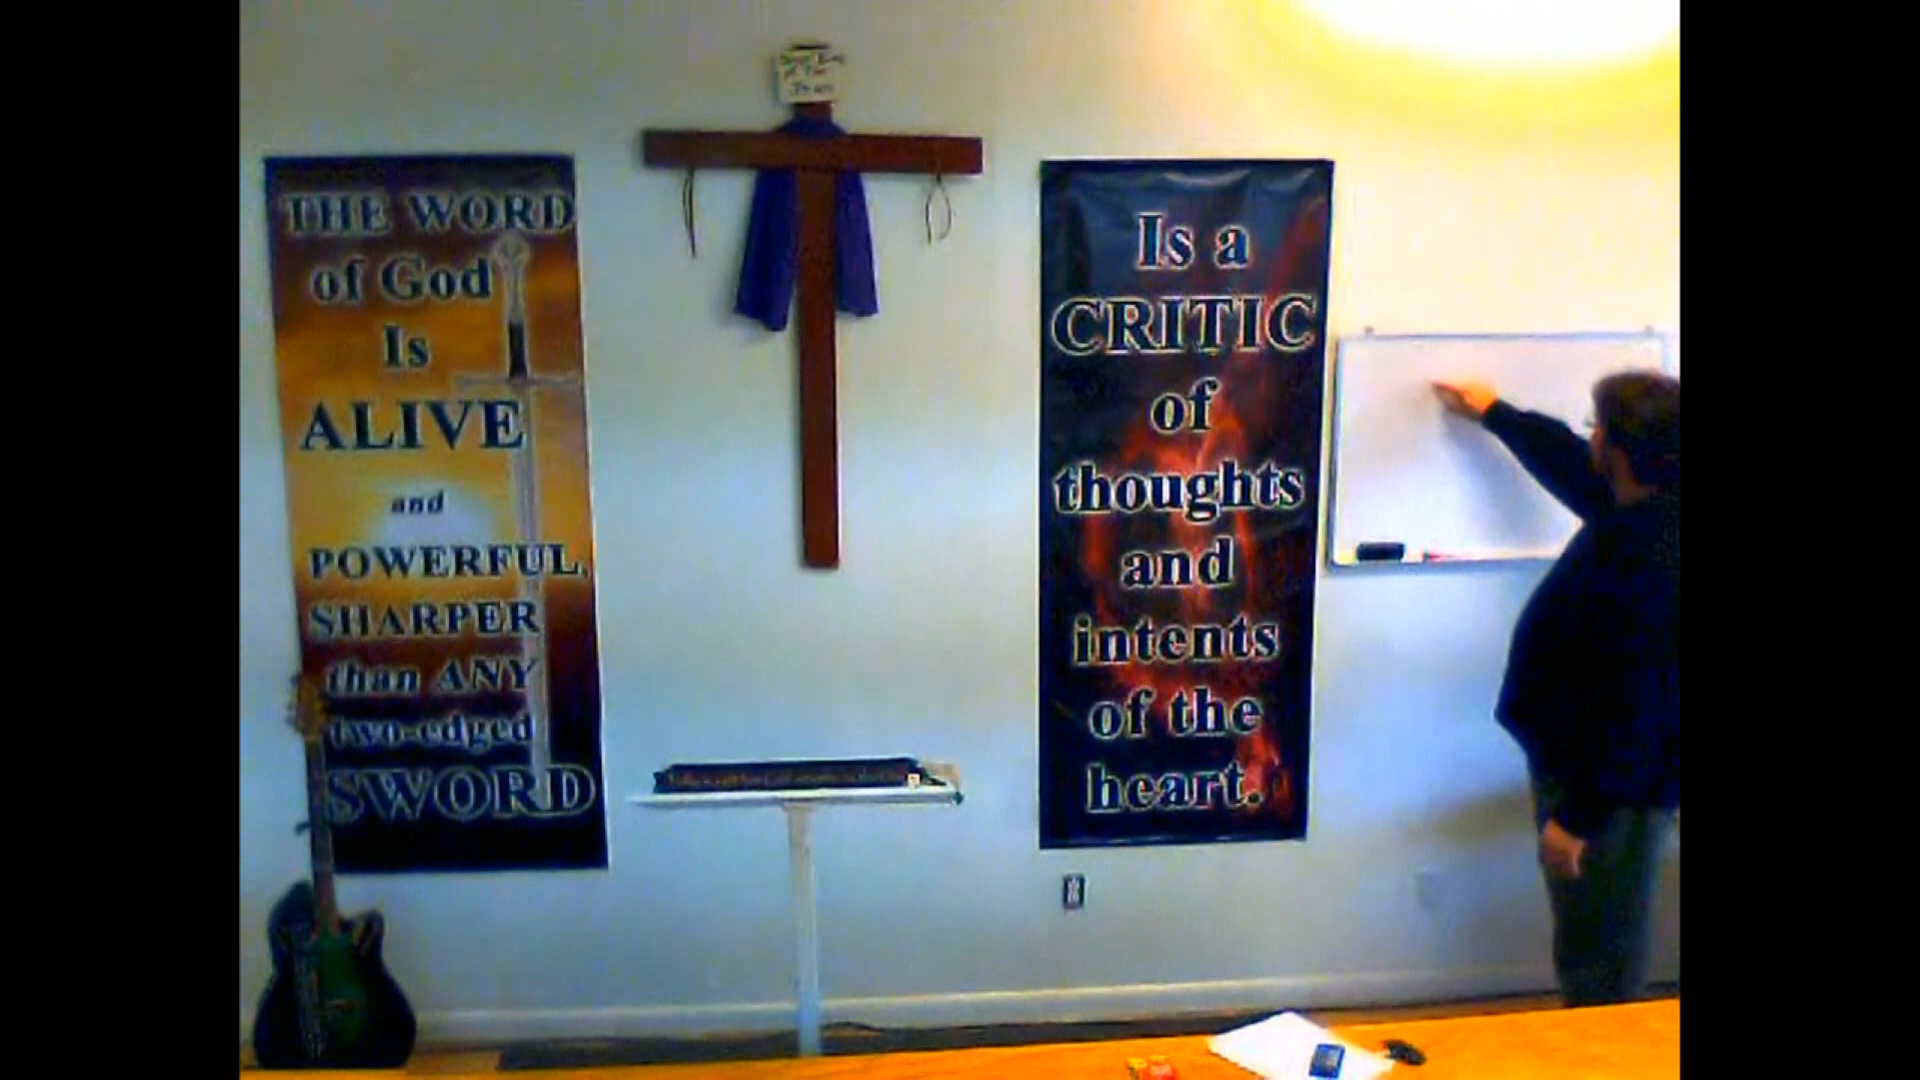 THE WORD
of God
Is
ALIVE
and
POWERFUL,
SHARPER
than ANY
two-edged
SWORD
Is a
CRITIC
of
thoughts
and
intents
of the
heart.